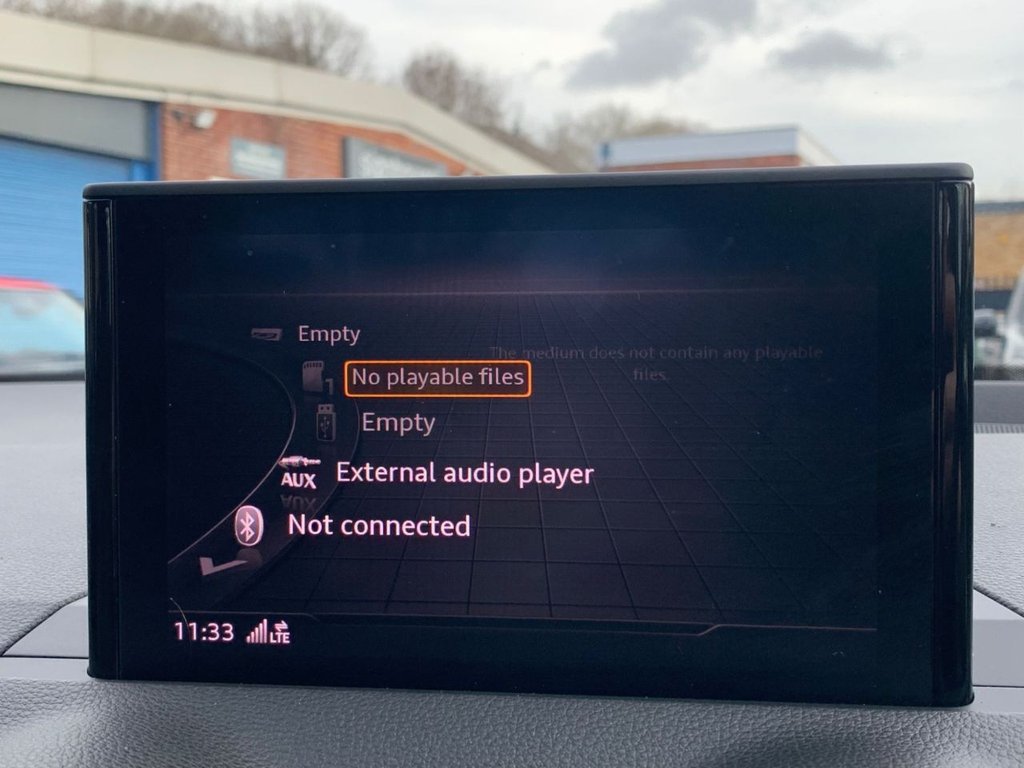 Empty
1 No playable files
The medium does not contain any playable
files.
Empty
AUX External audio player
Not connected
11:33 LTE